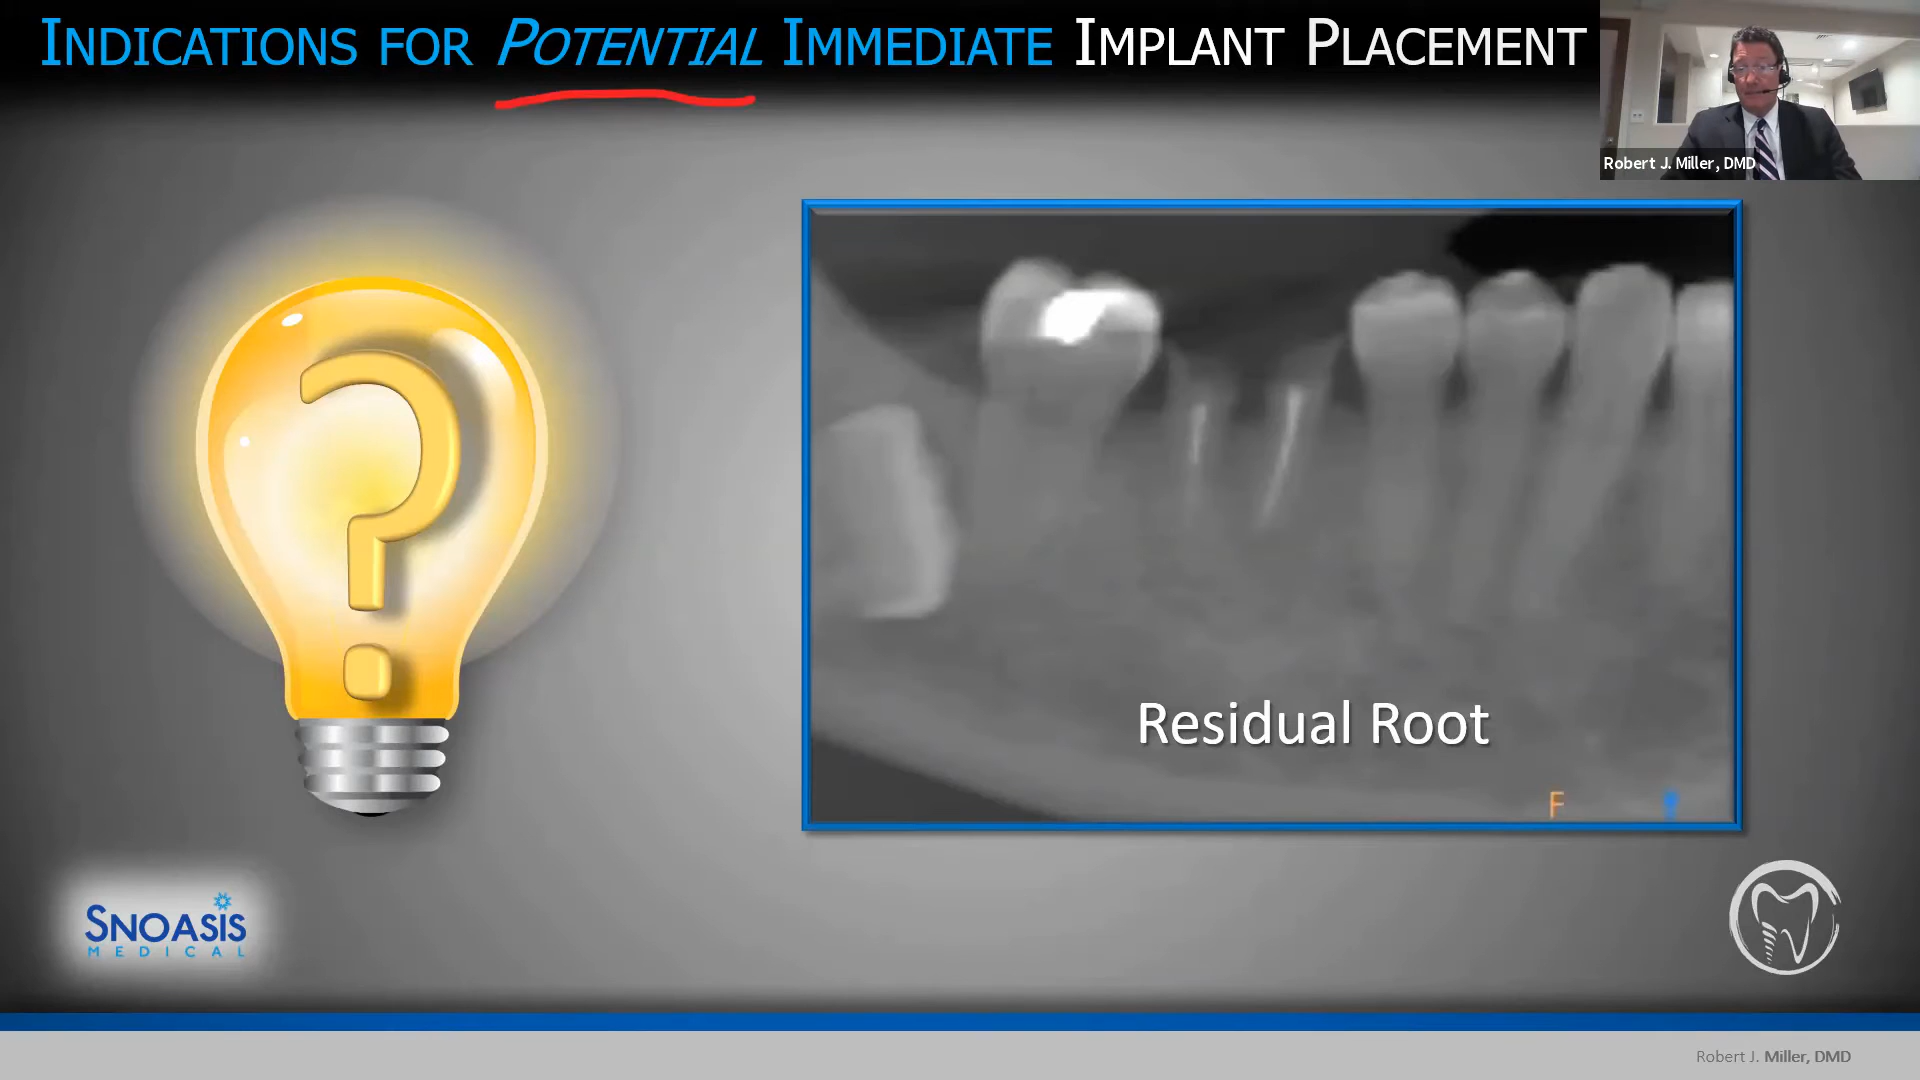 INDICATIONS FOR POTENTIAL IMMEDIATE IMPLANT PLACEMENT
Robert J. Miller, DMD
?
Residual Root
F
SNOASIS
MEDICAL
Robert J. Miller, DMD